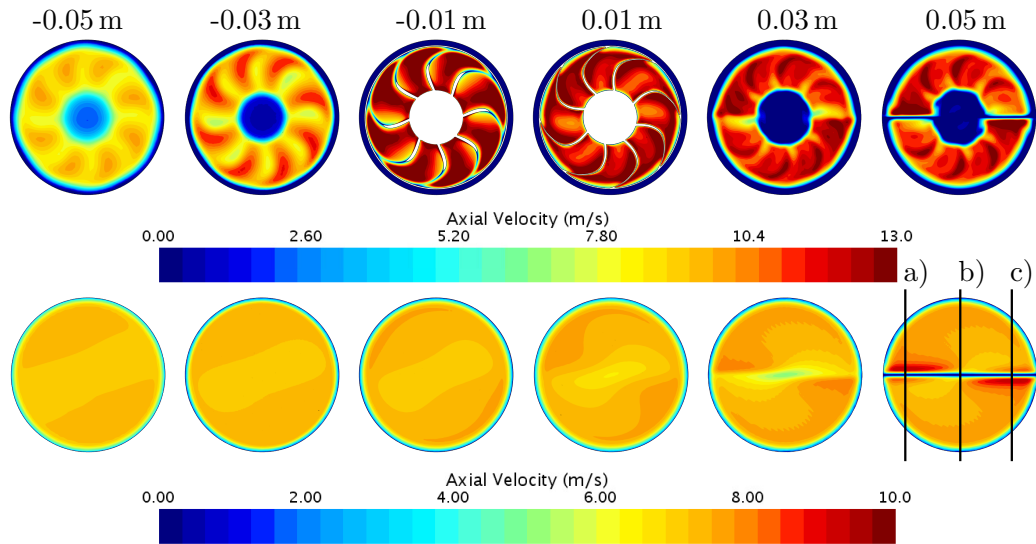 -0.05 m -0.03 m -0.01 m 0.01 m 0.03 m 0.05 m
Axial Velocity (m/s)
0.00 2.60 5.20 7.80 10.4 13.0
a) b) c)
Axial Velocity (m/s)
0.00 2.00 4.00 6.00 8.00 10.0